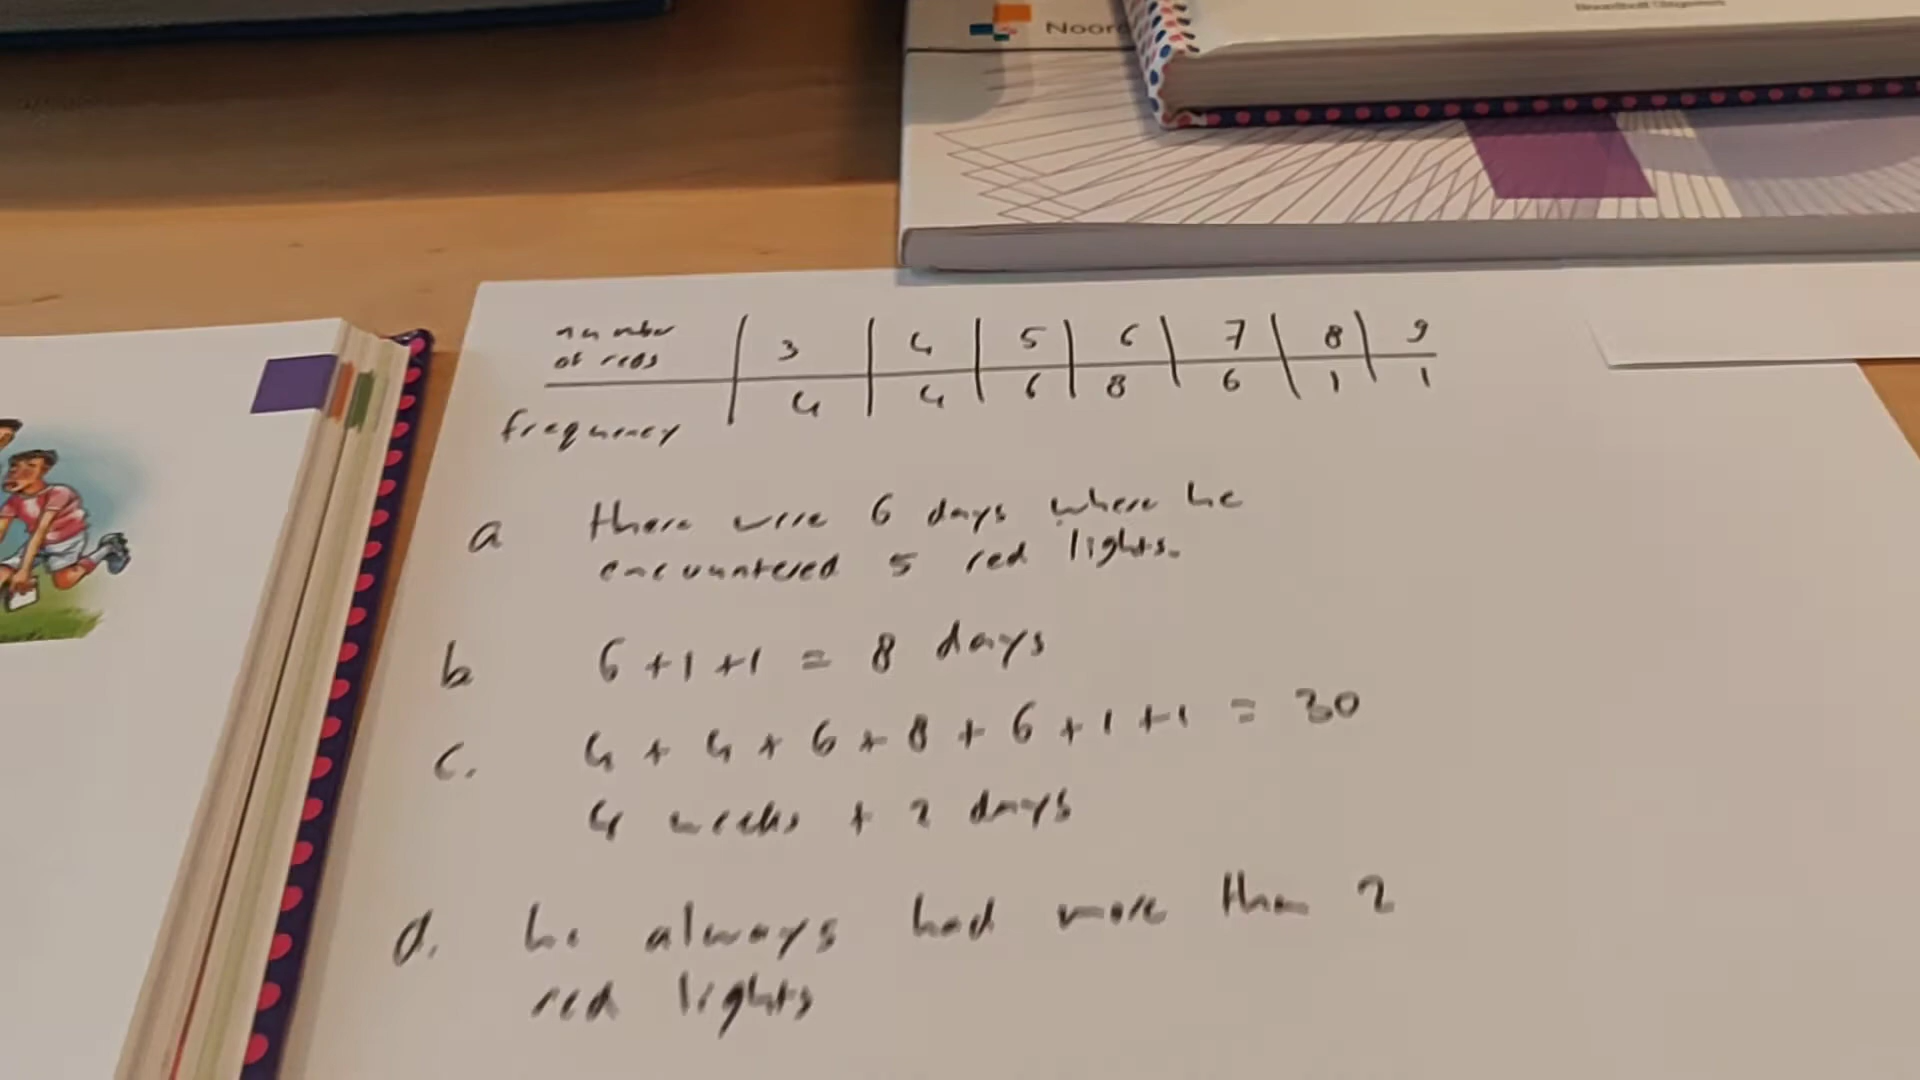 Noord
number of reds | 3 | 4 | 5 | 6 | 7 | 8 | 9
frequency | 4 | 4 | 6 | 8 | 6 | 1 | 1
a there were 6 days where he
encountered 5 red lights.
b 6 + 1 + 1 = 8 days
c. 4 + 4 + 6 + 8 + 6 + 1 + 1 = 30
4 weeks + 2 days
d. he always had more than 2
red lights